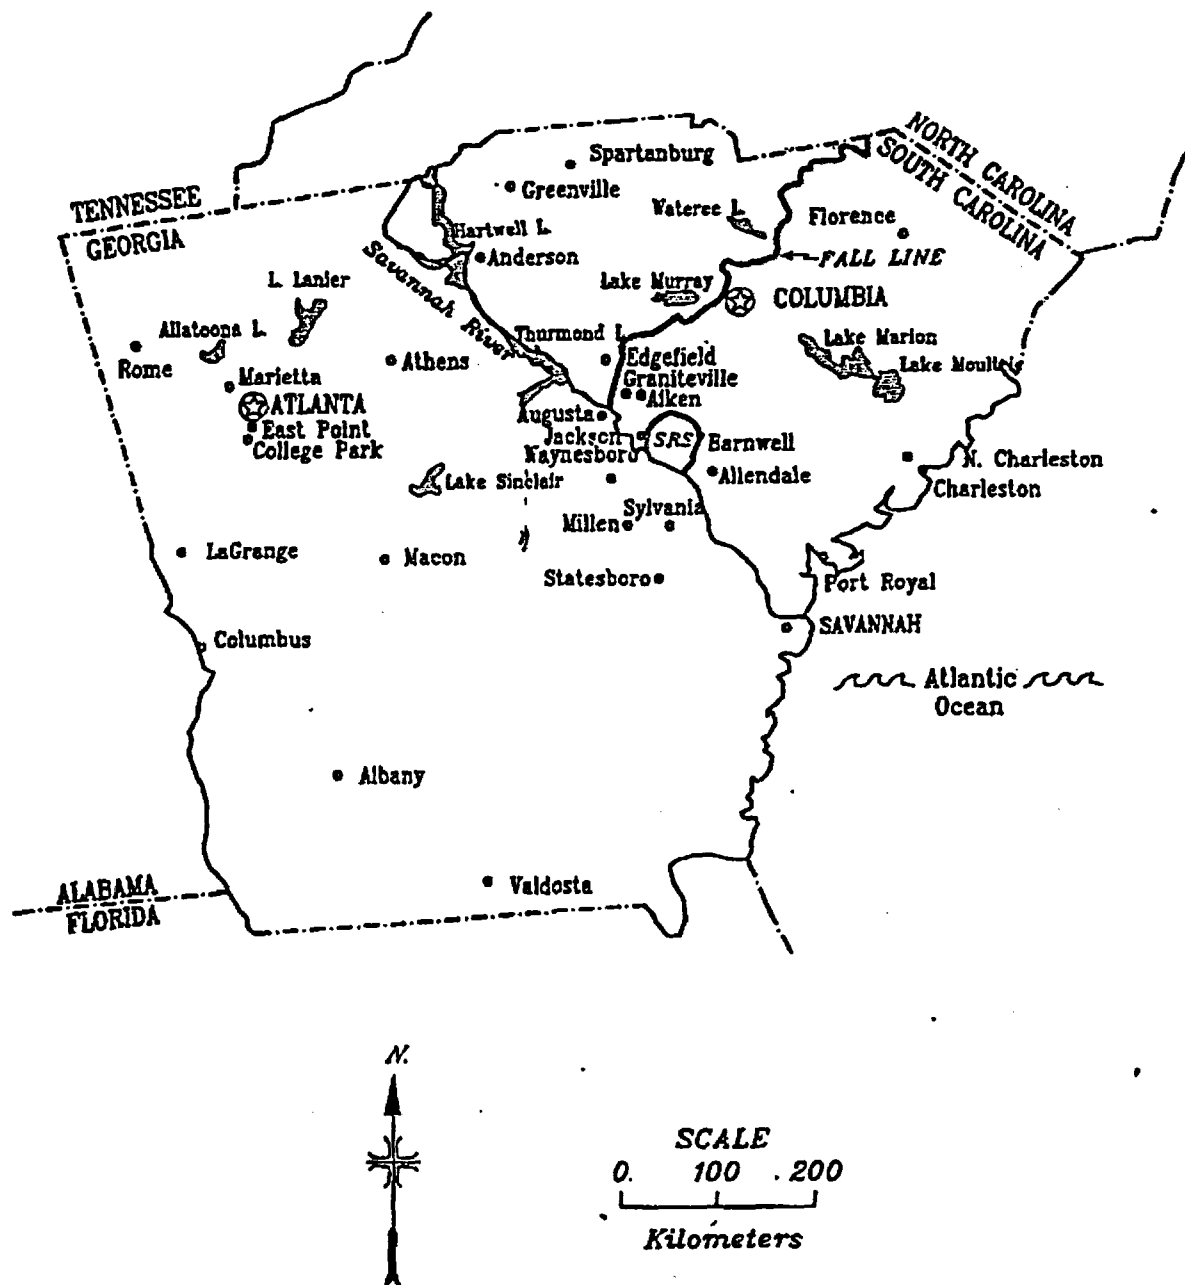 NORTH CAROLINA
SOUTH CAROLINA
Spartanburg
Greenville
TENNESSEE
GEORGIA
Wateree L.
Florence
Hartwell L.
Anderson
FALL LINE
Savannah River
L. Lanier
Lake Murray
COLUMBIA
Allatoona L.
Thurmond L.
Lake Marion
Rome
Athens
Edgefield
Lake Moultrie
Marietta
Graniteville
ATLANTA
Aiken
East Point
Augusta
College Park
Jackson
SRS
Barnwell
Waynesboro
N. Charleston
Lake Sinclair
Allendale
Charleston
Sylvania
Millen
LaGrange
Macon
Statesboro
Port Royal
Columbus
SAVANNAH
Atlantic
Ocean
Albany
ALABAMA
FLORIDA
Valdosta
N.
SCALE
0. 100 200
Kilometers